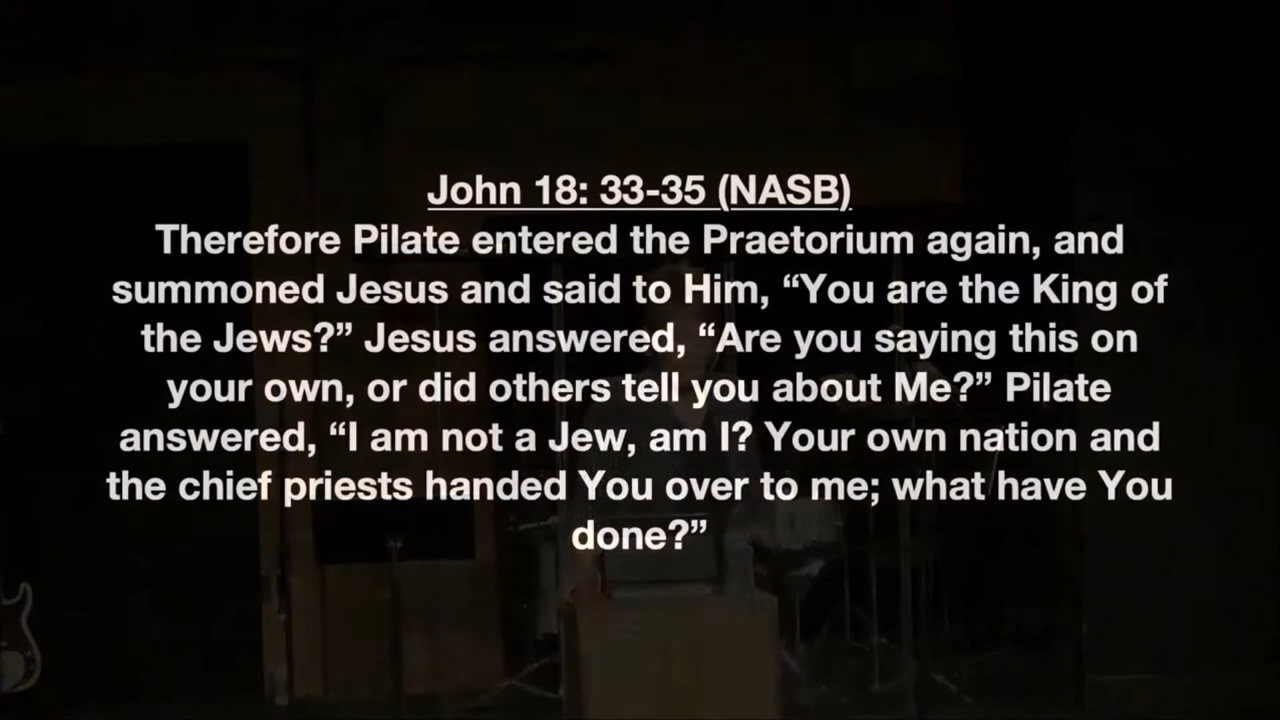 John 18: 33-35 (NASB)
Therefore Pilate entered the Praetorium again, and
summoned Jesus and said to Him, “You are the King of
the Jews?” Jesus answered, “Are you saying this on
your own, or did others tell you about Me?” Pilate
answered, “I am not a Jew, am I? Your own nation and
the chief priests handed You over to me; what have You
done?”